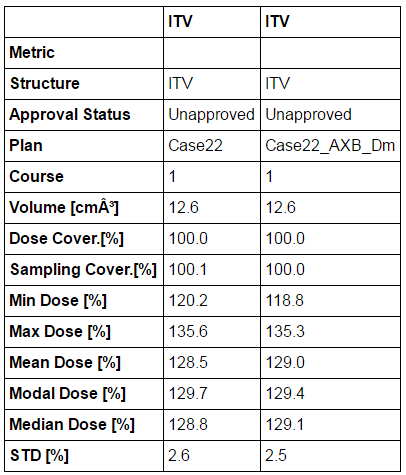 ITV ITV
Metric
Structure ITV ITV
Approval Status Unapproved Unapproved
Plan Case22 Case22_AXB_Dm
Course 1 1
Volume [cmÂ³] 12.6 12.6
Dose Cover.[%] 100.0 100.0
Sampling Cover.[%] 100.1 100.0
Min Dose [%] 120.2 118.8
Max Dose [%] 135.6 135.3
Mean Dose [%] 128.5 129.0
Modal Dose [%] 129.7 129.4
Median Dose [%] 128.8 129.1
STD [%] 2.6 2.5